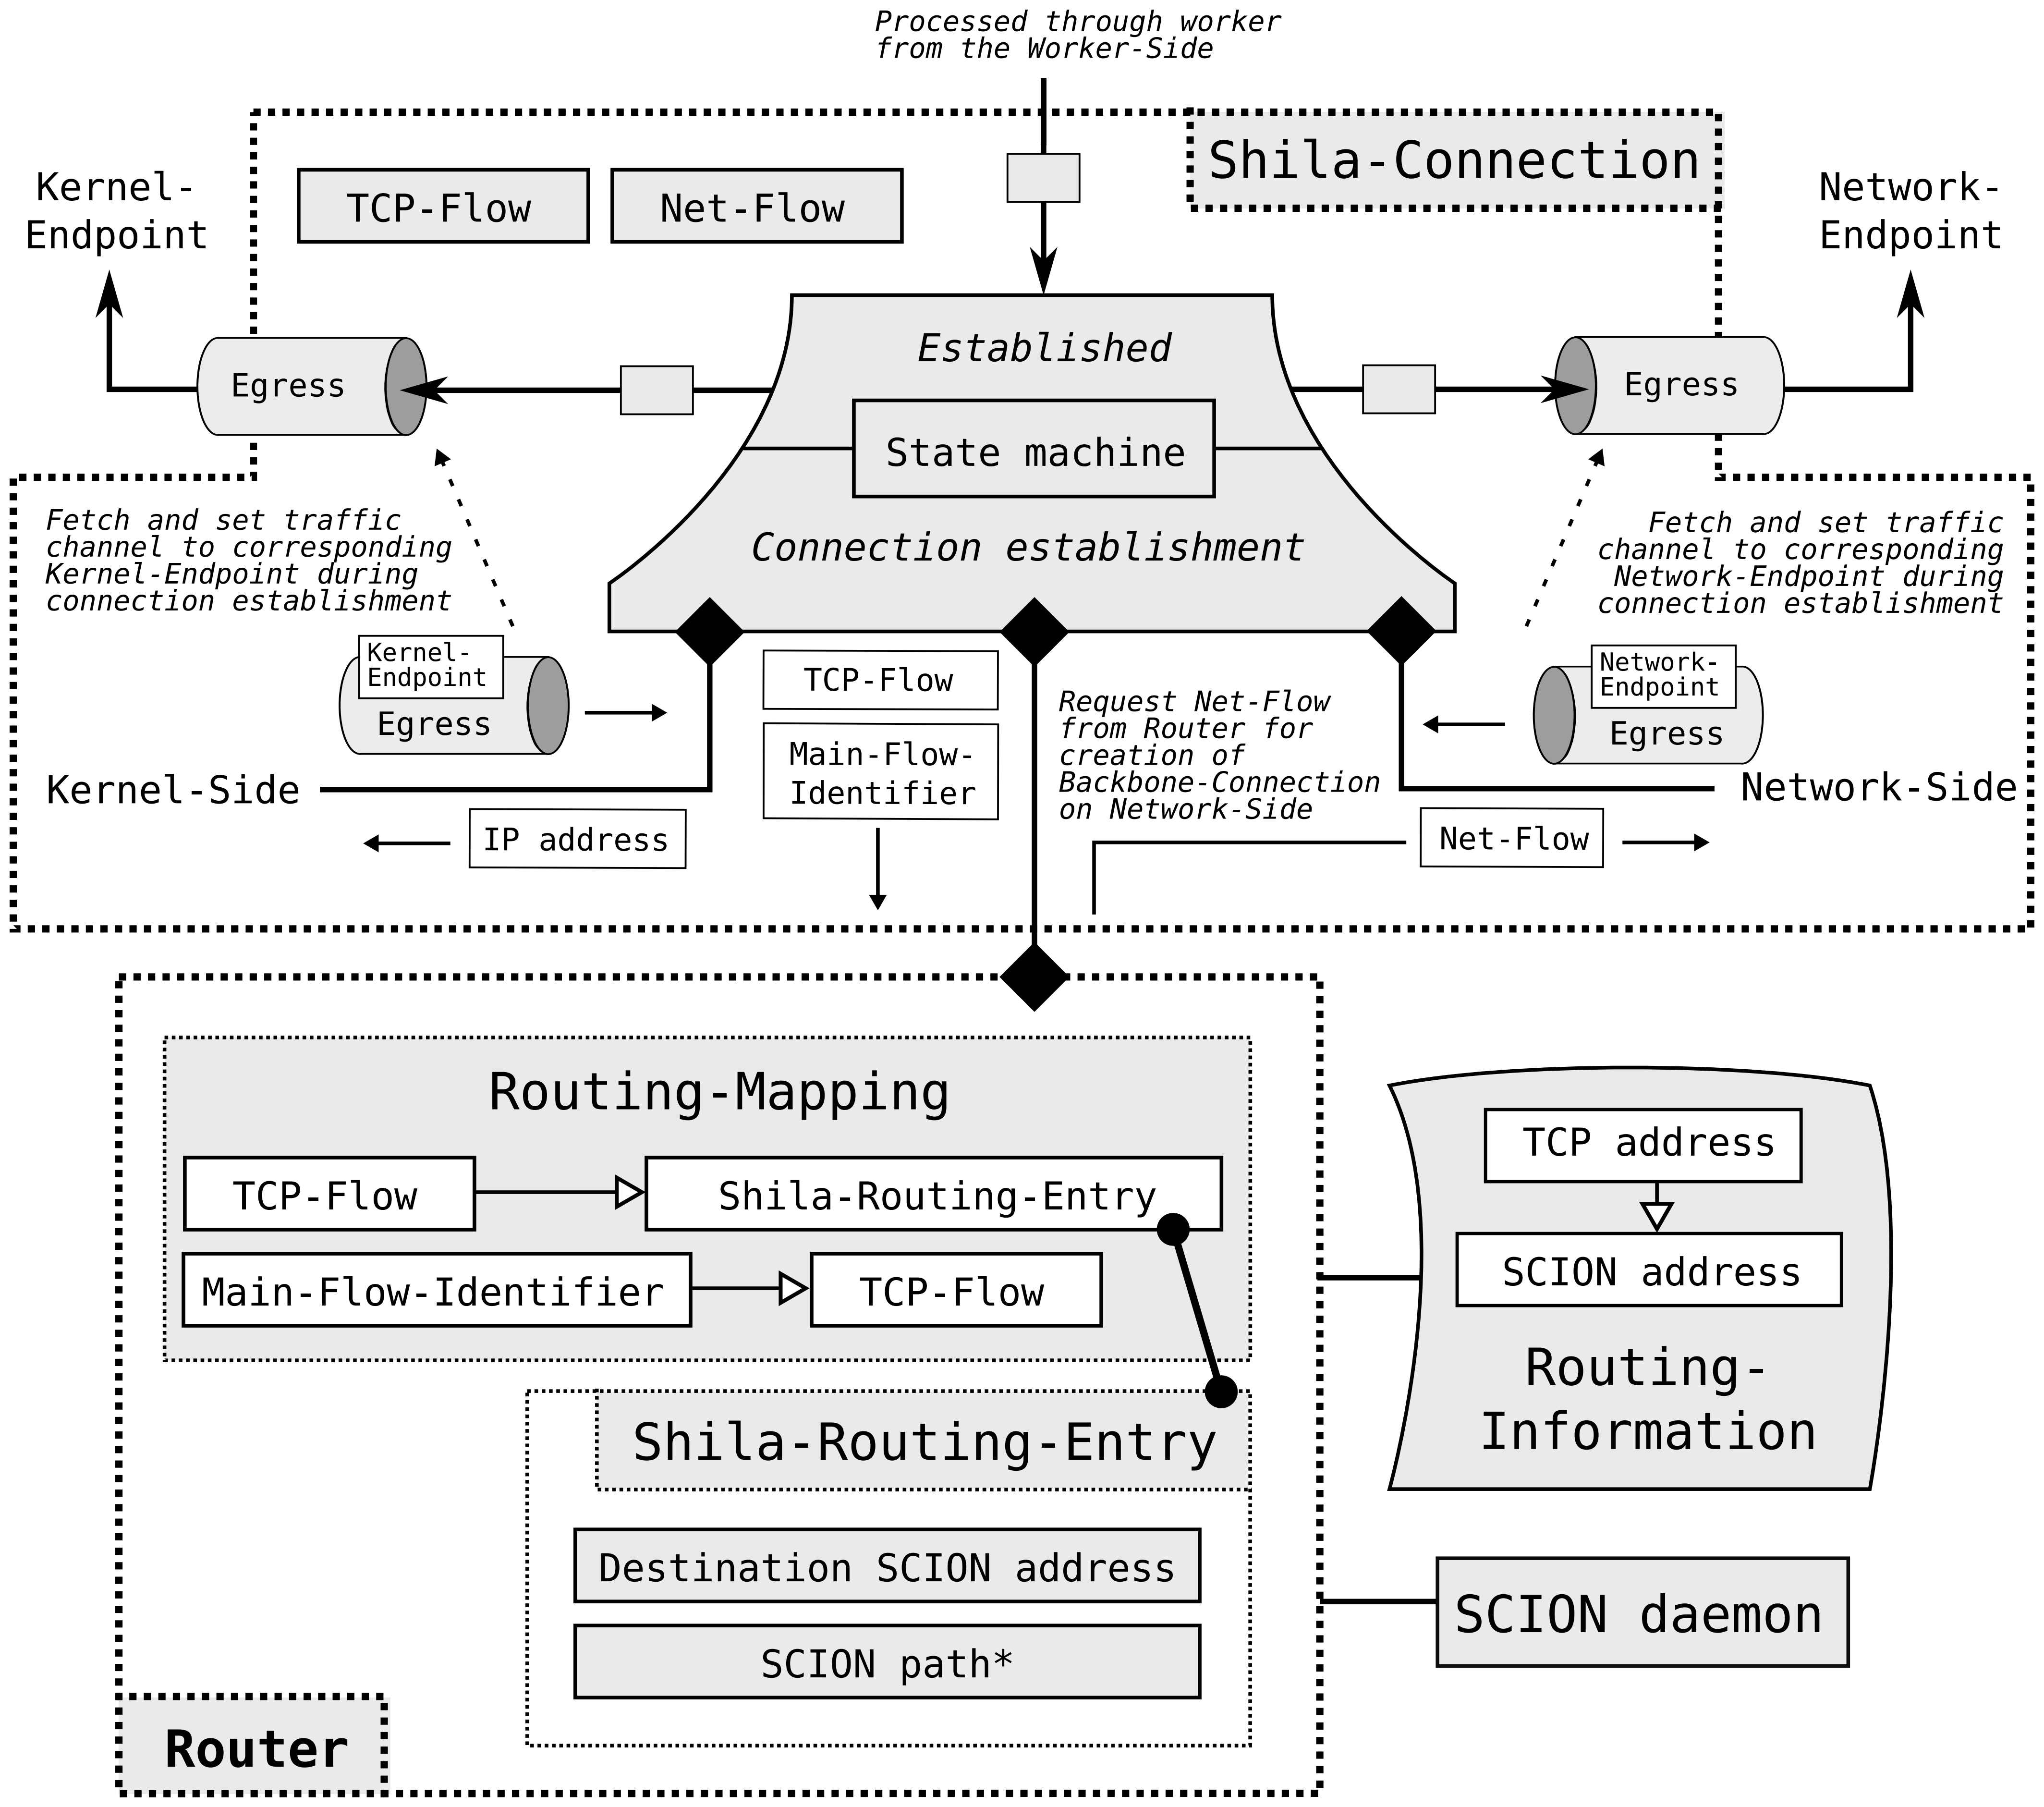 Processed through worker
from the Worker-Side
Shila-Connection
Kernel-
Endpoint
TCP-Flow
Net-Flow
Network-
Endpoint
Established
Egress
Egress
State machine
Connection establishment
Fetch and set traffic
channel to corresponding
Kernel-Endpoint during
connection establishment
Fetch and set traffic
channel to corresponding
Network-Endpoint during
connection establishment
Kernel-
Endpoint
Egress
TCP-Flow
Main-Flow-
Identifier
Request Net-Flow
from Router for
creation of
Backbone-Connection
on Network-Side
Network-
Endpoint
Egress
Kernel-Side
Network-Side
IP address
Net-Flow
Routing-Mapping
TCP-Flow
Shila-Routing-Entry
Main-Flow-Identifier
TCP-Flow
TCP address
SCION address
Routing-
Information
Shila-Routing-Entry
Destination SCION address
SCION path*
SCION daemon
Router